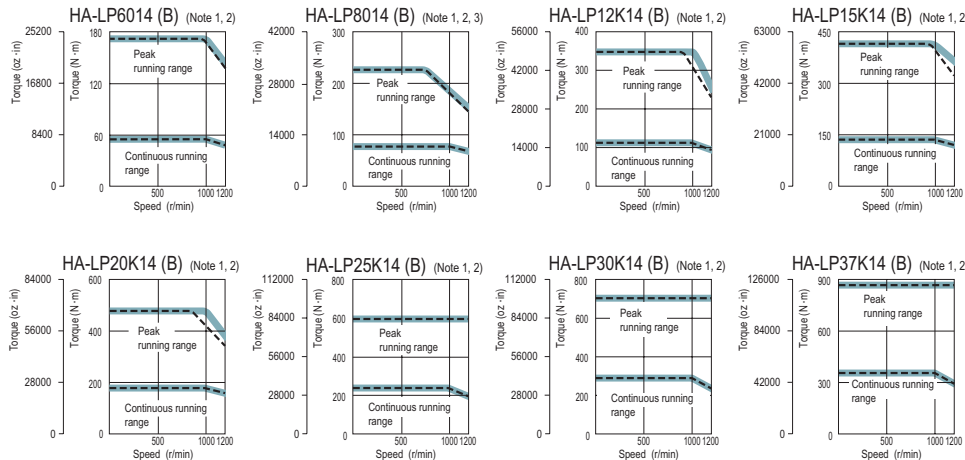 HA-LP6014 (B) (Note 1, 2)
Torque (oz · in)
25200
16800
8400
0
Torque (N · m)
180
120
60
0
Peak
running range
Continuous running
range
500
1000 1200
Speed (r/min)
HA-LP8014 (B) (Note 1, 2, 3)
Torque (oz · in)
42000
28000
14000
0
Torque (N · m)
300
200
100
0
Peak
running range
Continuous running
range
500
1000 1200
Speed (r/min)
HA-LP12K14 (B) (Note 1, 2)
Torque (oz · in)
56000
42000
28000
14000
0
Torque (N · m)
400
300
200
100
0
Peak
running range
Continuous running
range
500
1000 1200
Speed (r/min)
HA-LP15K14 (B) (Note 1, 2
Torque (oz · in)
63000
42000
21000
0
Torque (N · m)
450
300
150
0
Peak
running range
Continuous running
range
500
1000 1200
Speed (r/min)
HA-LP20K14 (B) (Note 1, 2)
Torque (oz · in)
84000
56000
28000
0
Torque (N · m)
600
400
200
0
Peak
running range
Continuous running
range
500
1000 1200
Speed (r/min)
HA-LP25K14 (B) (Note 1, 2)
Torque (oz · in)
112000
84000
56000
28000
0
Torque (N · m)
800
600
400
200
0
Peak
running range
Continuous running
range
500
1000 1200
Speed (r/min)
HA-LP30K14 (B) (Note 1, 2)
Torque (oz · in)
112000
84000
56000
28000
0
Torque (N · m)
800
600
400
200
0
Peak
running range
Continuous running
range
500
1000 1200
Speed (r/min)
HA-LP37K14 (B) (Note 1, 2
Torque (oz · in)
126000
84000
42000
0
Torque (N · m)
900
600
300
0
Peak
running range
Continuous running
range
500
1000 1200
Speed (r/min)